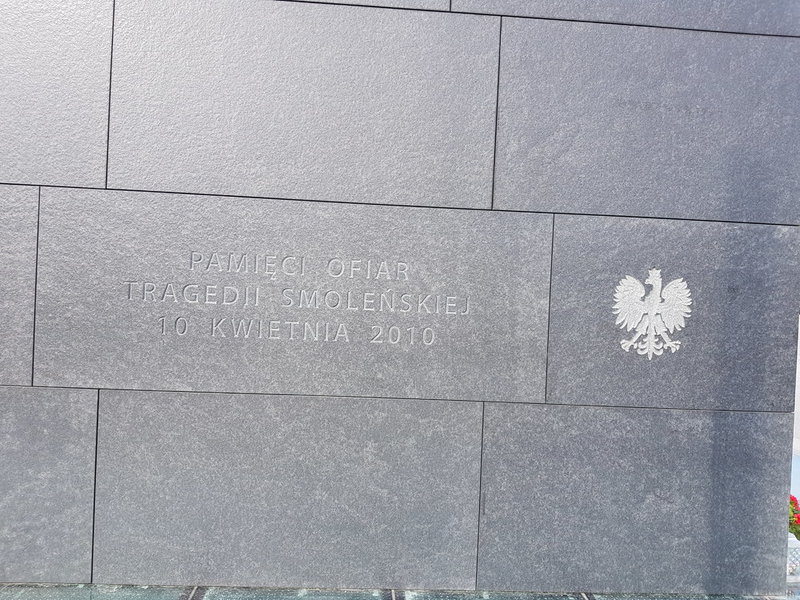 PAMIĘCI OFIAR
TRAGEDII SMOLEŃSKIEJ
10 KWIETNIA 2010